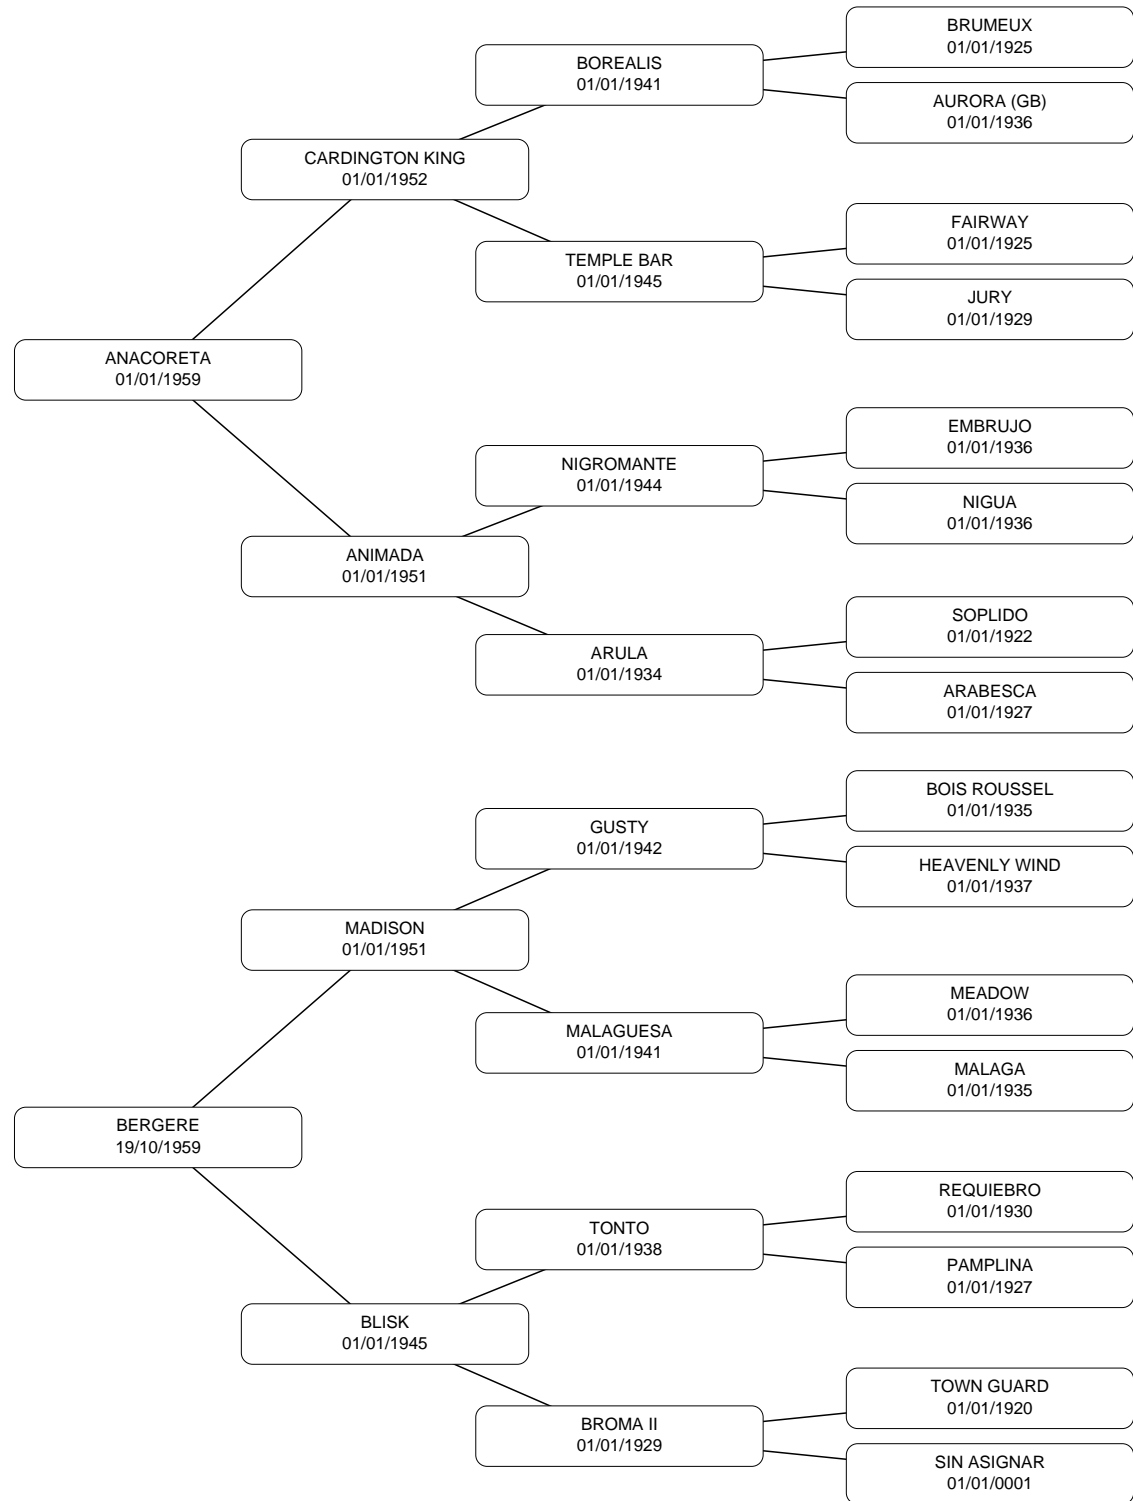 BRUMEUX
01/01/1925
BOREALIS
01/01/1941
AURORA (GB)
01/01/1936
CARDINGTON KING
01/01/1952
FAIRWAY
01/01/1925
TEMPLE BAR
01/01/1945
JURY
01/01/1929
ANACORETA
01/01/1959
EMBRUJO
01/01/1936
NIGROMANTE
01/01/1944
NIGUA
01/01/1936
ANIMADA
01/01/1951
SOPLIDO
01/01/1922
ARULA
01/01/1934
ARABESCA
01/01/1927
BOIS ROUSSEL
01/01/1935
GUSTY
01/01/1942
HEAVENLY WIND
01/01/1937
MADISON
01/01/1951
MEADOW
01/01/1936
MALAGUESA
01/01/1941
MALAGA
01/01/1935
BERGERE
19/10/1959
REQUIEBRO
01/01/1930
TONTO
01/01/1938
PAMPLINA
01/01/1927
BLISK
01/01/1945
TOWN GUARD
01/01/1920
BROMA II
01/01/1929
SIN ASIGNAR
01/01/0001